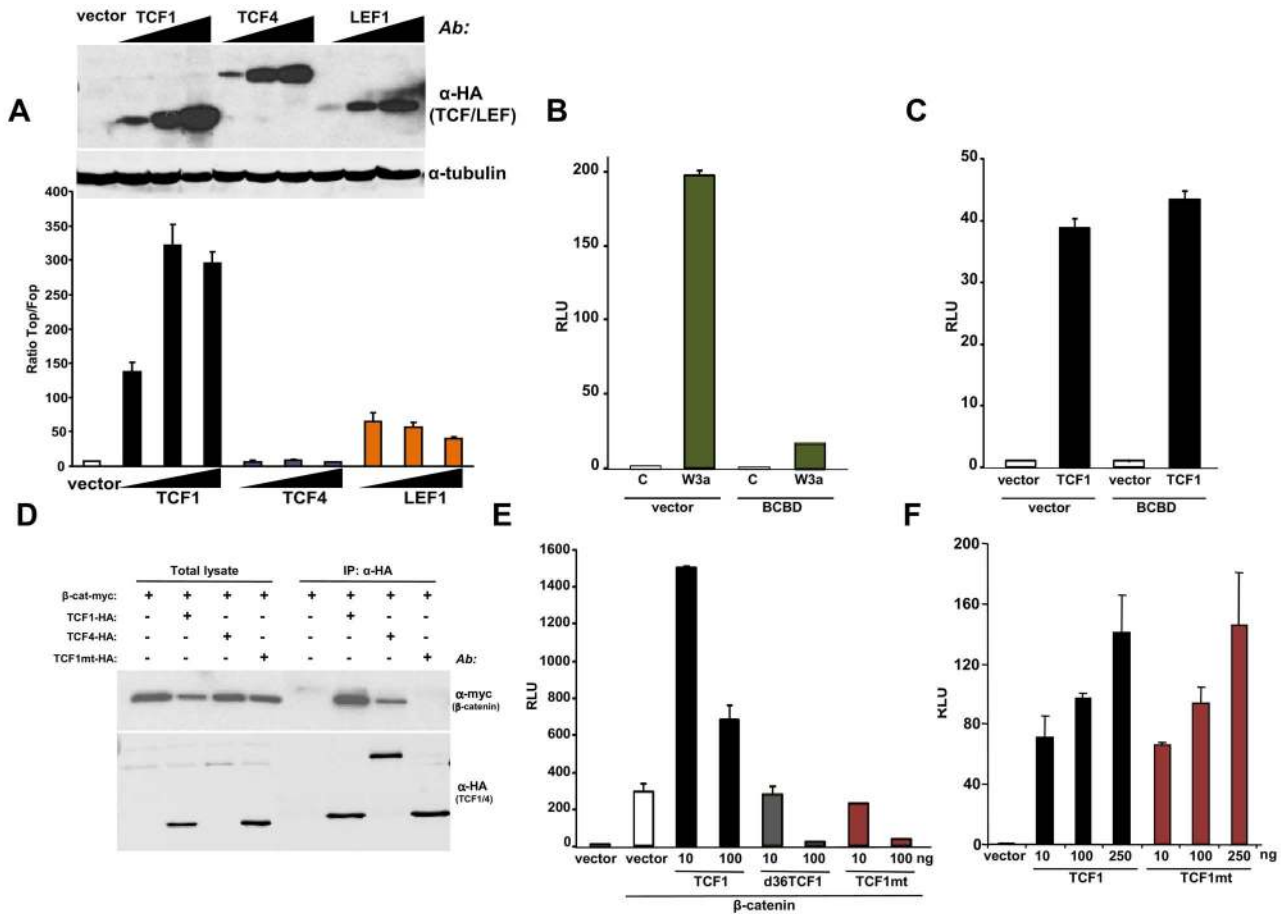 A
vector TCF1 TCF4 LEF1 Ab:
α-HA
(TCF/LEF)
α-tubulin
Ratio Top/Fop
400
350
300
250
200
150
100
50
0
vector TCF1 TCF4 LEF1
B
RLU
200
150
100
50
0
C W3a C W3a
vector BCBD
C
RLU
50
40
30
20
10
0
vector TCF1 vector TCF1
vector BCBD
D
Total lysate IP: α-HA
β-cat-myc: + + + + + + + +
TCF1-HA: - + - - - + - -
TCF4-HA: - - + - - - + -
TCF1mt-HA: - - - + - - - + Ab:
α-myc
(β-catenin)
α-HA
(TCF1/4)
E
RLU
1600
1400
1200
1000
800
600
400
200
0
vector vector 10 100 10 100 10 100 ng
TCF1 d36TCF1 TCF1mt
β-catenin
F
RLU
200
160
120
80
40
0
vector 10 100 250 10 100 250 ng
TCF1 TCF1mt